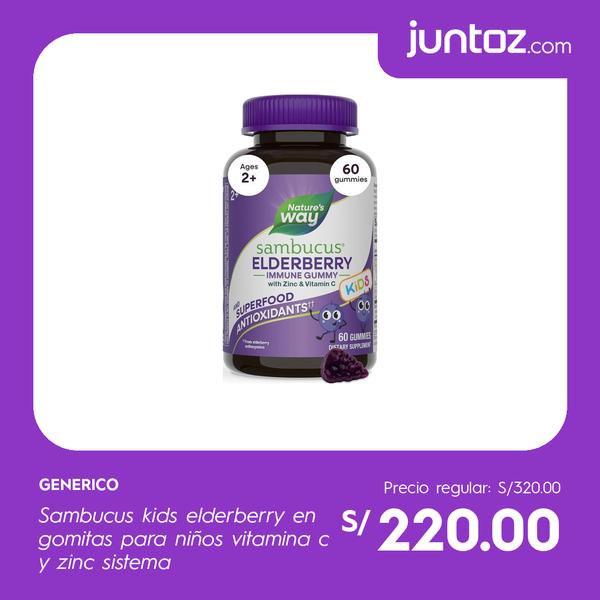 juntoz.com
Ages
2+
60
gummies
2+
Nature's
way
sambucus®
ELDERBERRY
IMMUNE GUMMY
with Zinc & Vitamin C
KiDS
AND SUPERFOOD
ANTIOXIDANTS††
60 GUMMIES
DIETARY SUPPLEMENT
GENERICO
Precio regular: S/320.00
Sambucus kids elderberry en
gomitas para niños vitamina c
y zinc sistema
S/ 220.00